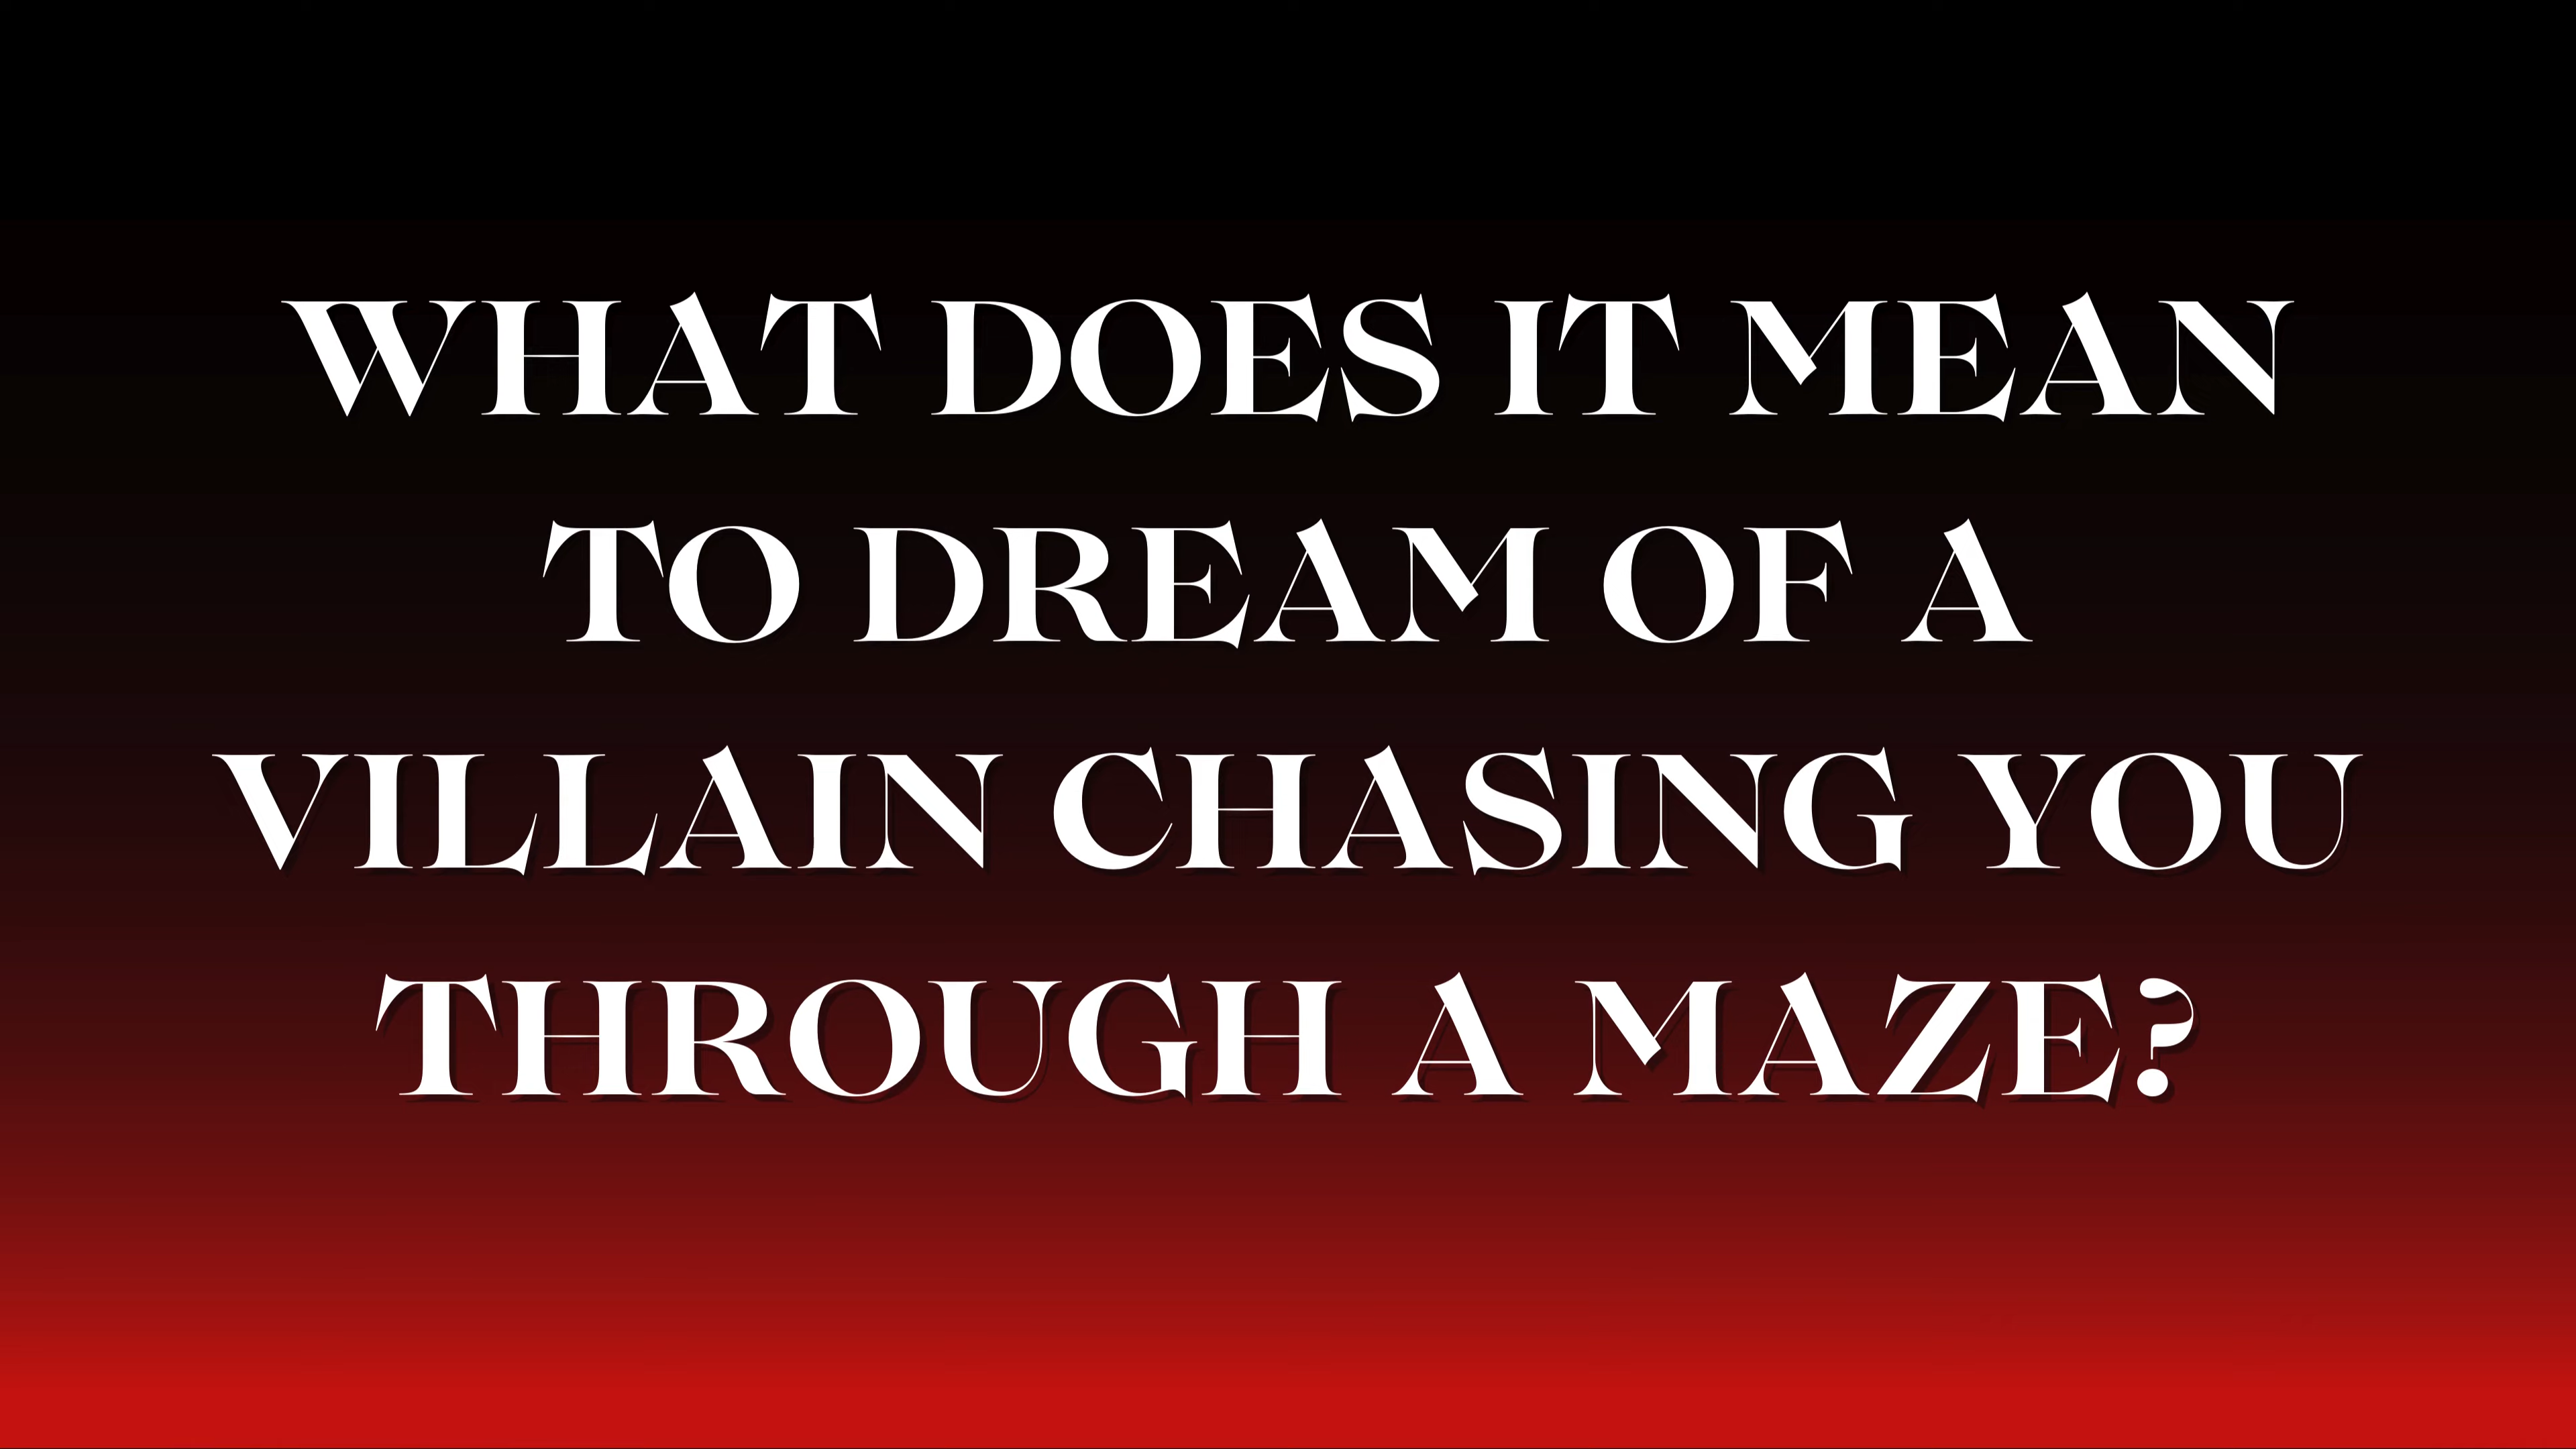 WHAT DOES IT MEAN
TO DREAM OF A
VILLAIN CHASING YOU
THROUGH A MAZE?